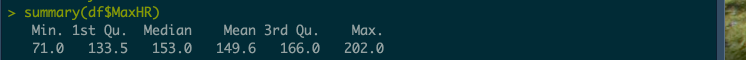 > summary(df$MaxHR)
Min. 1st Qu. Median Mean 3rd Qu. Max.
71.0 133.5 153.0 149.6 166.0 202.0